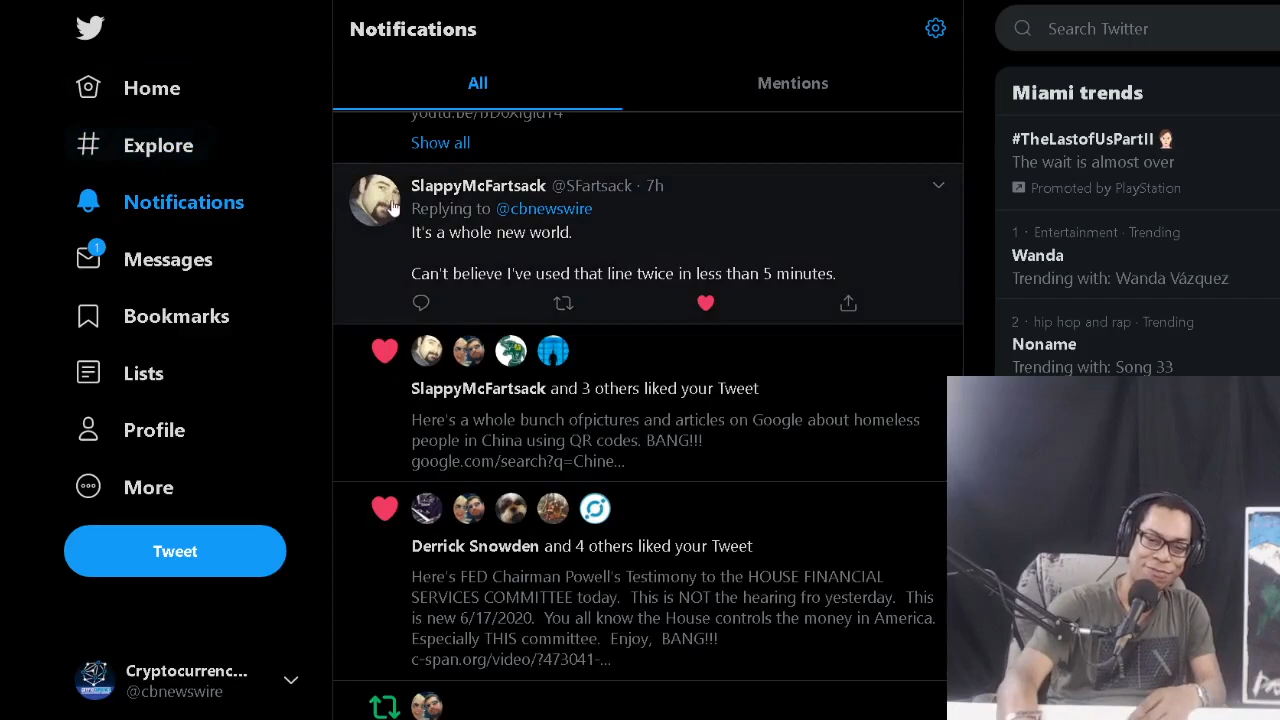 Home
Explore
Notifications
1
Messages
Bookmarks
Lists
Profile
More
Tweet
Cryptocurrenc...
@cbnewswire
Notifications
All
Mentions
Show all
SlappyMcFartsack @SFartsack · 7h
Replying to @cbnewswire
It's a whole new world.
Can't believe I've used that line twice in less than 5 minutes.
SlappyMcFartsack and 3 others liked your Tweet
Here's a whole bunch ofpictures and articles on Google about homeless
people in China using QR codes. BANG!!!
google.com/search?q=Chine...
Derrick Snowden and 4 others liked your Tweet
Here's FED Chairman Powell's Testimony to the HOUSE FINANCIAL
SERVICES COMMITTEE today. This is NOT the hearing fro yesterday. This
is new 6/17/2020. You all know the House controls the money in America.
Especially THIS committee. Enjoy, BANG!!!
c-span.org/video/?473041-...
Search Twitter
Miami trends
#TheLastofUsPartII
The wait is almost over
Promoted by PlayStation
1 · Entertainment · Trending
Wanda
Trending with: Wanda Vázquez
2 · hip hop and rap · Trending
Noname
Trending with: Song 33